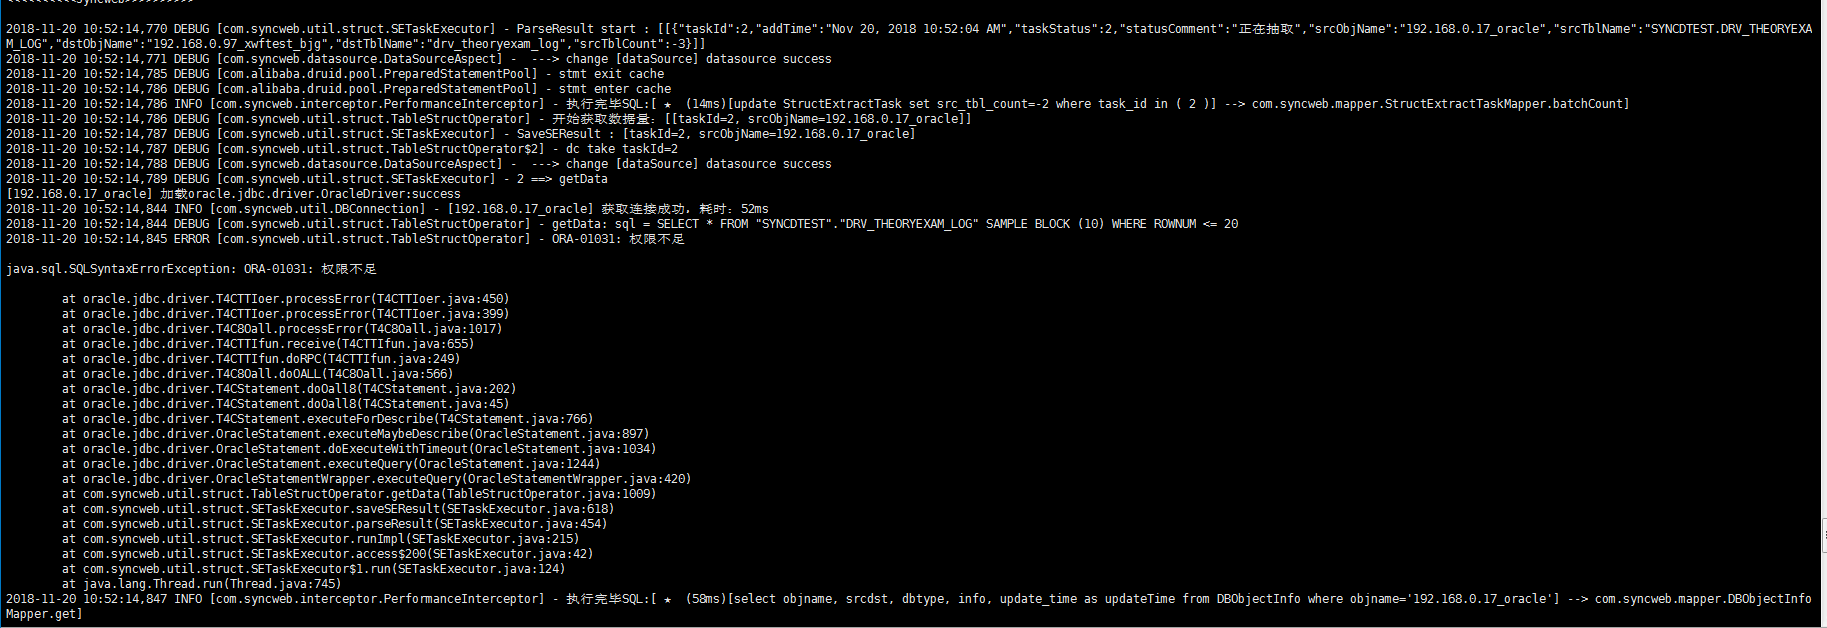 <<<<<<<<<<syncweb>>>>>>>>>>
2018-11-20 10:52:14,770 DEBUG [com.syncweb.util.struct.SETaskExecutor] - ParseResult start : [[{"taskId":2,"addTime":"Nov 20, 2018 10:52:04 AM","taskStatus":2,"statusComment":"正在抽取","srcObjName":"192.168.0.17_oracle","srcTblName":"SYNCDTEST.DRV_THEORYEXA
M_LOG","dstObjName":"192.168.0.97_xwftest_bjg","dstTblName":"drv_theoryexam_log","srcTblCount":-3}]]
2018-11-20 10:52:14,771 DEBUG [com.syncweb.datasource.DataSourceAspect] -  ---> change [dataSource] datasource success
2018-11-20 10:52:14,785 DEBUG [com.alibaba.druid.pool.PreparedStatementPool] - stmt exit cache
2018-11-20 10:52:14,786 DEBUG [com.alibaba.druid.pool.PreparedStatementPool] - stmt enter cache
2018-11-20 10:52:14,786 INFO [com.syncweb.interceptor.PerformanceInterceptor] - 执行完毕SQL:[ ★  (14ms)[update StructExtractTask set src_tbl_count=-2 where task_id in ( 2 )] --> com.syncweb.mapper.StructExtractTaskMapper.batchCount]
2018-11-20 10:52:14,786 DEBUG [com.syncweb.util.struct.TableStructOperator] - 开始获取数据量: [[taskId=2, srcObjName=192.168.0.17_oracle]]
2018-11-20 10:52:14,787 DEBUG [com.syncweb.util.struct.SETaskExecutor] - SaveSEResult : [taskId=2, srcObjName=192.168.0.17_oracle]
2018-11-20 10:52:14,787 DEBUG [com.syncweb.util.struct.TableStructOperator$2] - dc take taskId=2
2018-11-20 10:52:14,788 DEBUG [com.syncweb.datasource.DataSourceAspect] -  ---> change [dataSource] datasource success
2018-11-20 10:52:14,789 DEBUG [com.syncweb.util.struct.SETaskExecutor] - 2 ==> getData
[192.168.0.17_oracle] 加载oracle.jdbc.driver.OracleDriver:success
2018-11-20 10:52:14,844 INFO [com.syncweb.util.DBConnection] - [192.168.0.17_oracle] 获取连接成功, 耗时: 52ms
2018-11-20 10:52:14,844 DEBUG [com.syncweb.util.struct.TableStructOperator] - getData: sql = SELECT * FROM "SYNCDTEST"."DRV_THEORYEXAM_LOG" SAMPLE BLOCK (10) WHERE ROWNUM <= 20
2018-11-20 10:52:14,845 ERROR [com.syncweb.util.struct.TableStructOperator] - ORA-01031: 权限不足
java.sql.SQLSyntaxErrorException: ORA-01031: 权限不足
at oracle.jdbc.driver.T4CTTIoer.processError(T4CTTIoer.java:450)
at oracle.jdbc.driver.T4CTTIoer.processError(T4CTTIoer.java:399)
at oracle.jdbc.driver.T4C8Oall.processError(T4C8Oall.java:1017)
at oracle.jdbc.driver.T4CTTIfun.receive(T4CTTIfun.java:655)
at oracle.jdbc.driver.T4CTTIfun.doRPC(T4CTTIfun.java:249)
at oracle.jdbc.driver.T4C8Oall.doOALL(T4C8Oall.java:566)
at oracle.jdbc.driver.T4CStatement.doOall8(T4CStatement.java:202)
at oracle.jdbc.driver.T4CStatement.doOall8(T4CStatement.java:45)
at oracle.jdbc.driver.T4CStatement.executeForDescribe(T4CStatement.java:766)
at oracle.jdbc.driver.OracleStatement.executeMaybeDescribe(OracleStatement.java:897)
at oracle.jdbc.driver.OracleStatement.doExecuteWithTimeout(OracleStatement.java:1034)
at oracle.jdbc.driver.OracleStatement.executeQuery(OracleStatement.java:1244)
at oracle.jdbc.driver.OracleStatementWrapper.executeQuery(OracleStatementWrapper.java:420)
at com.syncweb.util.struct.TableStructOperator.getData(TableStructOperator.java:1009)
at com.syncweb.util.struct.SETaskExecutor.saveSEResult(SETaskExecutor.java:618)
at com.syncweb.util.struct.SETaskExecutor.parseResult(SETaskExecutor.java:454)
at com.syncweb.util.struct.SETaskExecutor.runImpl(SETaskExecutor.java:215)
at com.syncweb.util.struct.SETaskExecutor.access$200(SETaskExecutor.java:42)
at com.syncweb.util.struct.SETaskExecutor$1.run(SETaskExecutor.java:124)
at java.lang.Thread.run(Thread.java:745)
2018-11-20 10:52:14,847 INFO [com.syncweb.interceptor.PerformanceInterceptor] - 执行完毕SQL:[ ★  (58ms)[select objname, srcdst, dbtype, info, update_time as updateTime from DBObjectInfo where objname='192.168.0.17_oracle'] --> com.syncweb.mapper.DBObjectInfo
Mapper.get]